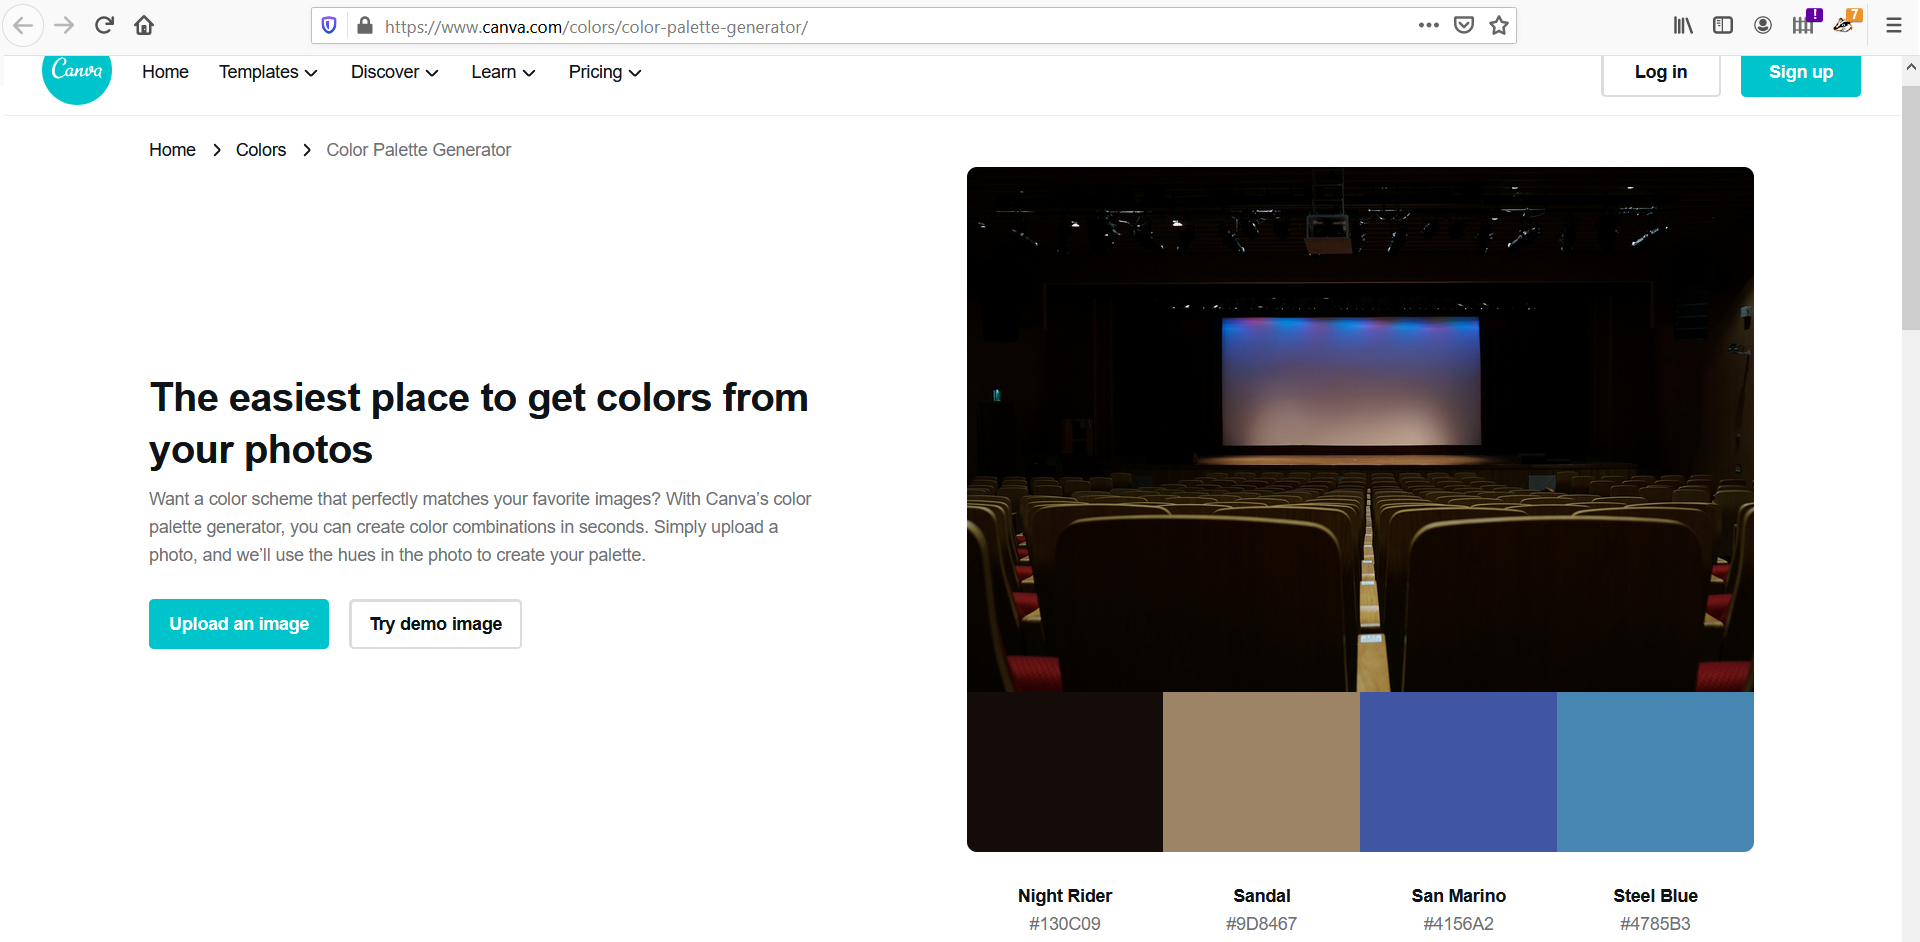 https://www.canva.com/colors/color-palette-generator/
! 7
Canva Home Templates Discover Learn Pricing Log in Sign up
Home > Colors > Color Palette Generator
The easiest place to get colors from
your photos
Want a color scheme that perfectly matches your favorite images? With Canva’s color
palette generator, you can create color combinations in seconds. Simply upload a
photo, and we’ll use the hues in the photo to create your palette.
Upload an image Try demo image
Night Rider Sandal San Marino Steel Blue
#130C09 #9D8467 #4156A2 #4785B3